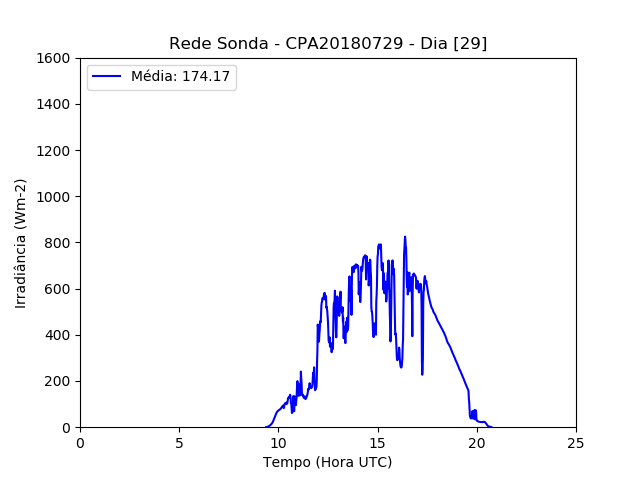 Rede Sonda - CPA20180729 - Dia [29]
Média: 174.17
Irradiância (Wm-2)
1600
1400
1200
1000
800
600
400
200
0
0 5 10 15 20 25
Tempo (Hora UTC)